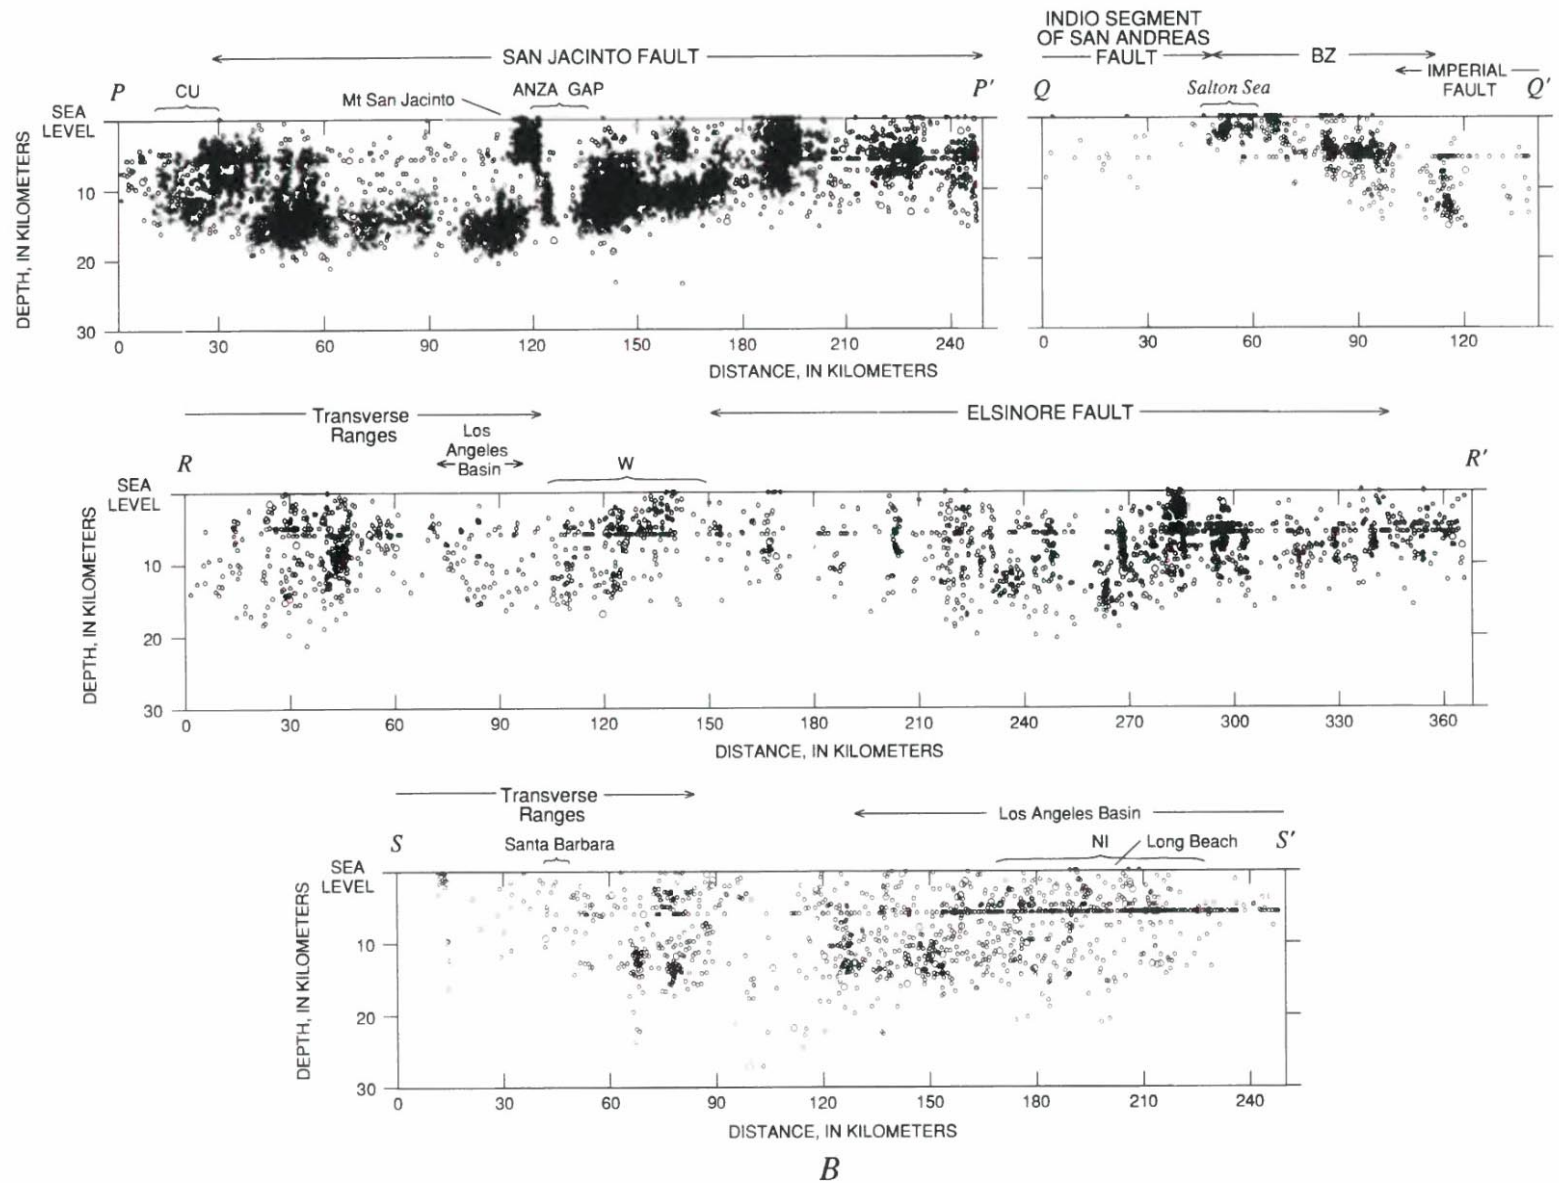 INDIO SEGMENT
OF SAN ANDREAS
SAN JACINTO FAULT
FAULT
BZ
P
CU
Mt San Jacinto
ANZA GAP
P'
Q
Salton Sea
IMPERIAL
FAULT
Q'
SEA
LEVEL
DEPTH, IN KILOMETERS
10
20
30
0 30 60 90 120 150 180 210 240
0 30 60 90 120
DISTANCE, IN KILOMETERS
Transverse
Ranges
Los
Angeles
Basin
ELSINORE FAULT
R
W
R'
SEA
LEVEL
DEPTH, IN KILOMETERS
10
20
30
0 30 60 90 120 150 180 210 240 270 300 330 360
DISTANCE, IN KILOMETERS
Transverse
Ranges
Los Angeles Basin
S
Santa Barbara
NI
Long Beach
S'
SEA
LEVEL
DEPTH, IN KILOMETERS
10
20
30
0 30 60 90 120 150 180 210 240
DISTANCE, IN KILOMETERS
B